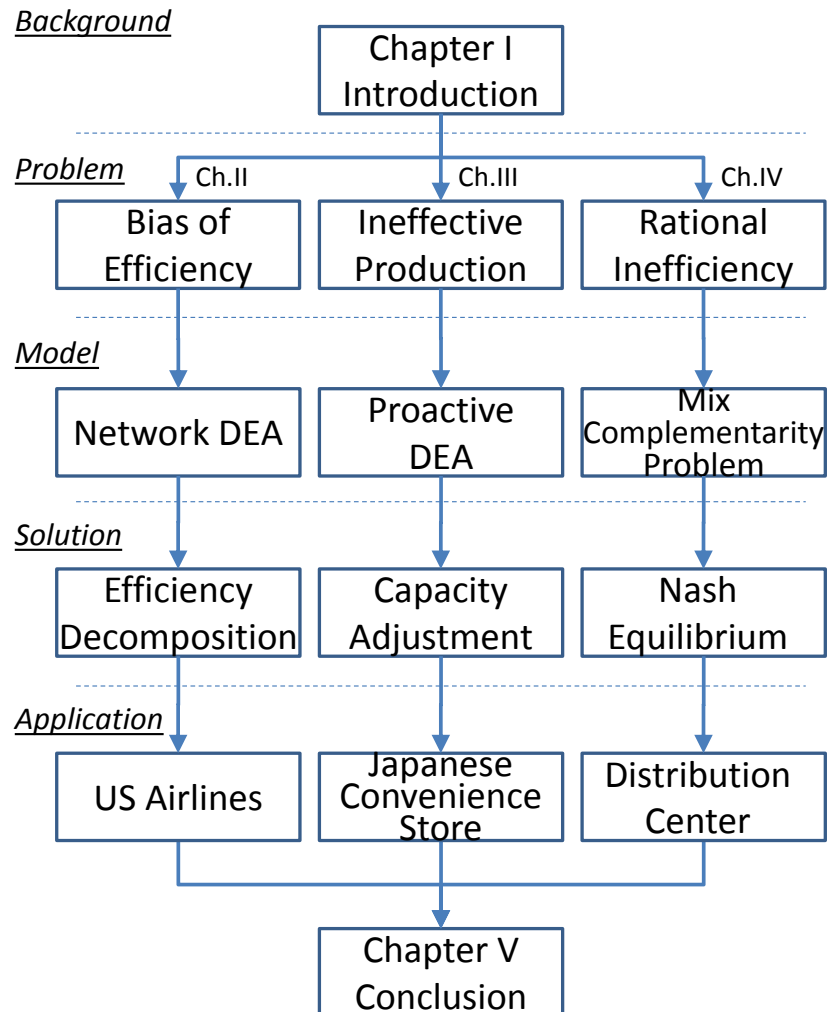 Background
Chapter I
Introduction
Problem
Ch.II
Ch.III
Ch.IV
Bias of
Efficiency
Ineffective
Production
Rational
Inefficiency
Model
Network DEA
Proactive
DEA
Mix
Complementarity
Problem
Solution
Efficiency
Decomposition
Capacity
Adjustment
Nash
Equilibrium
Application
US Airlines
Japanese
Convenience
Store
Distribution
Center
Chapter V
Conclusion